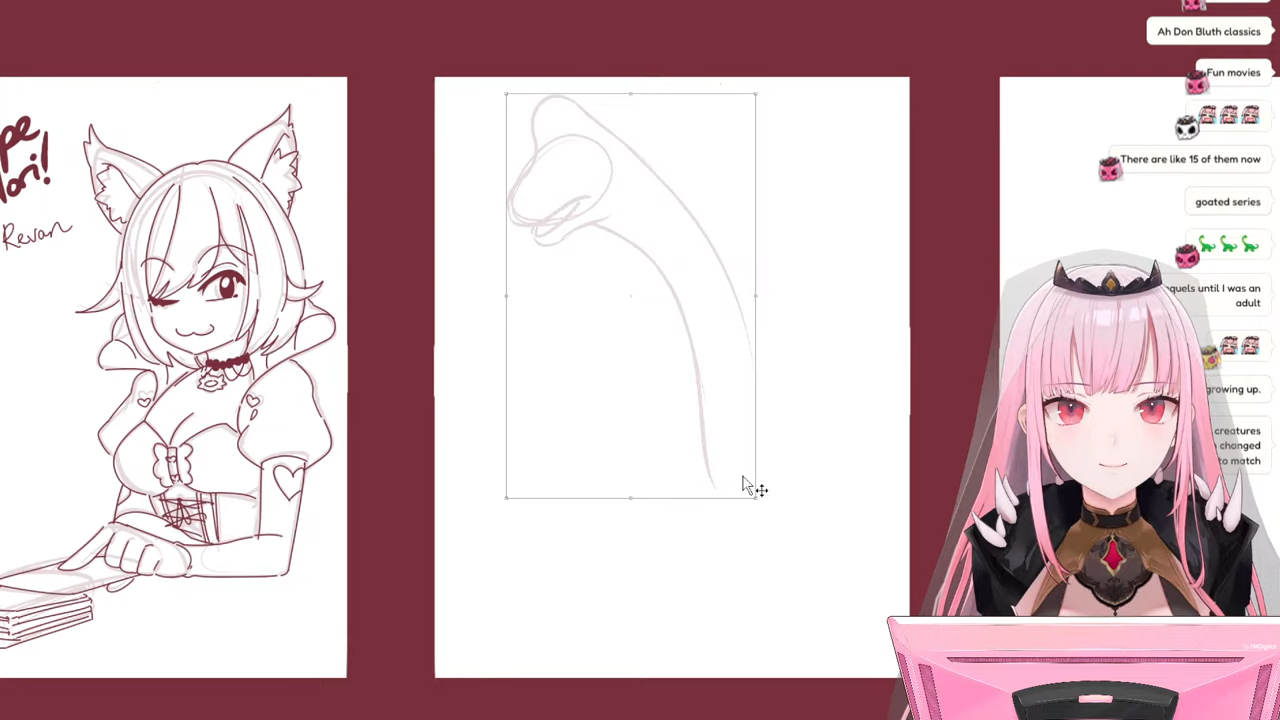 Revan
Ah Don Bluth classics
Fun movies
There are like 15 of them now
goated series
until I was an
adult
growing up.
creatures
changed
to match